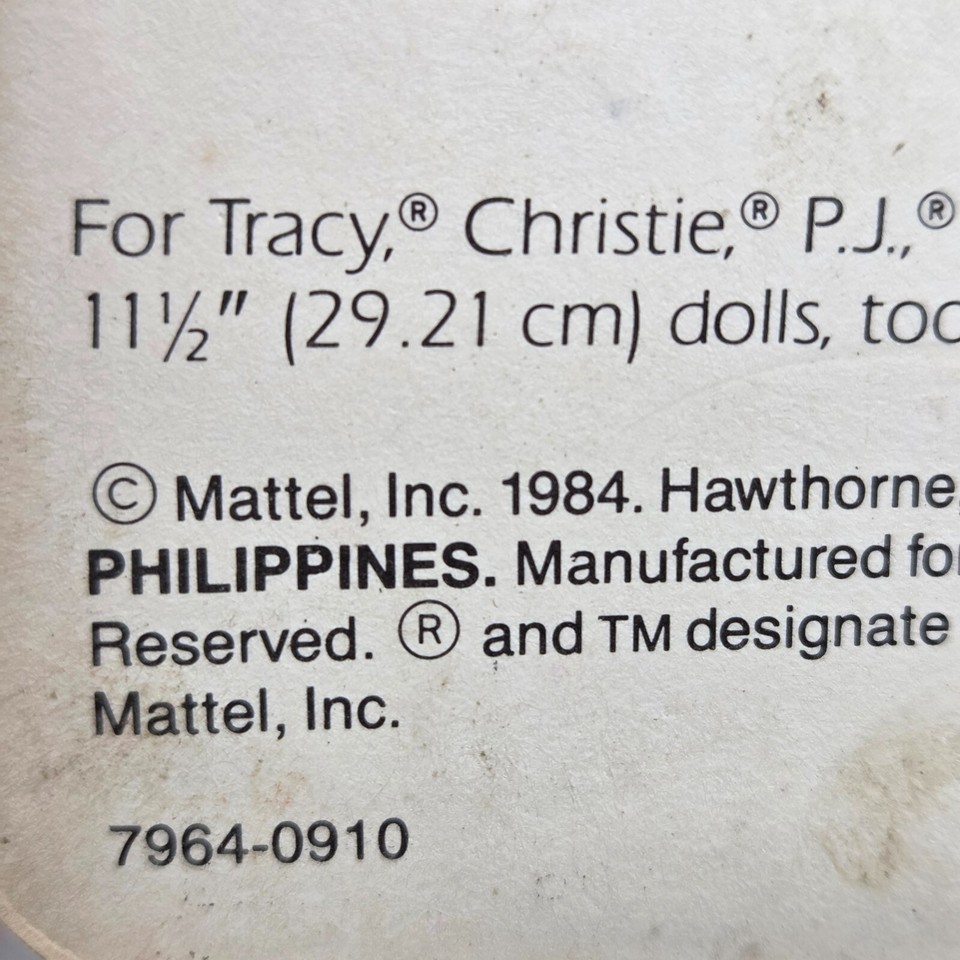 For Tracy,® Christie,® P.J.,®
11½" (29.21 cm) dolls, too
© Mattel, Inc. 1984. Hawthorne,
PHILIPPINES. Manufactured for
Reserved. ® and TM designate
Mattel, Inc.
7964-0910